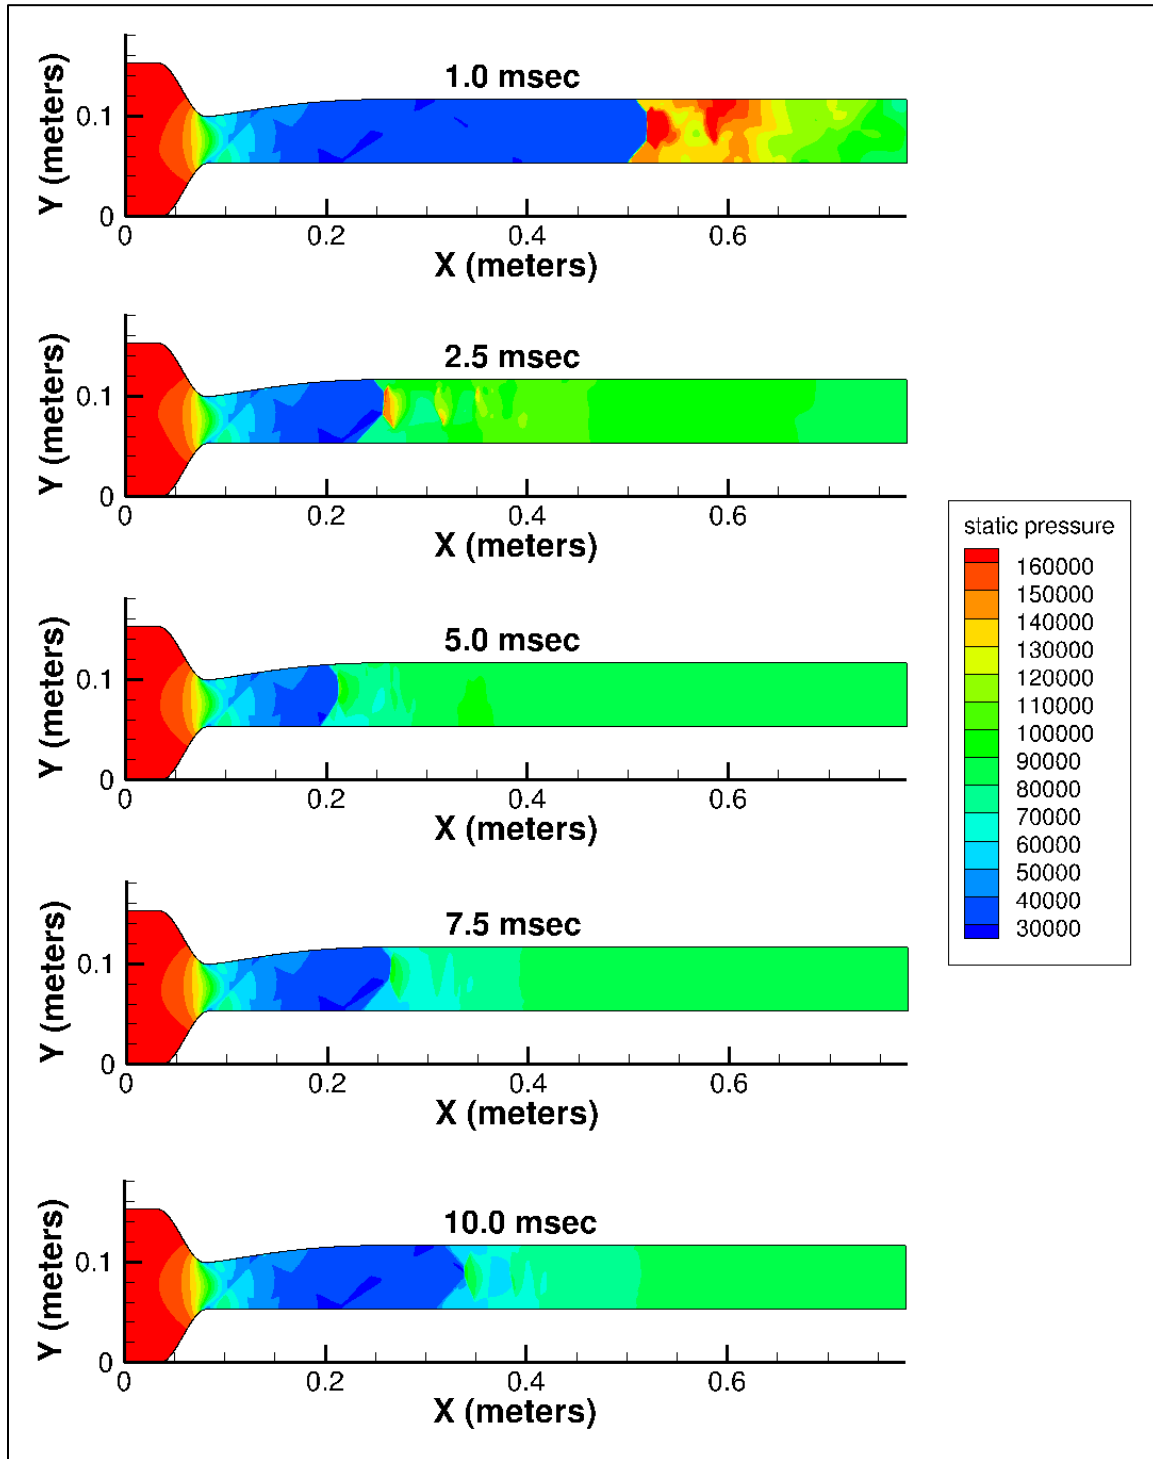 1.0 msec
Y (meters)
0.1
0
0 0.2 0.4 0.6
X (meters)
2.5 msec
Y (meters)
0.1
0
0 0.2 0.4 0.6
X (meters)
5.0 msec
Y (meters)
0.1
0
0 0.2 0.4 0.6
X (meters)
7.5 msec
Y (meters)
0.1
0
0 0.2 0.4 0.6
X (meters)
10.0 msec
Y (meters)
0.1
0
0 0.2 0.4 0.6
X (meters)
static pressure
160000
150000
140000
130000
120000
110000
100000
90000
80000
70000
60000
50000
40000
30000